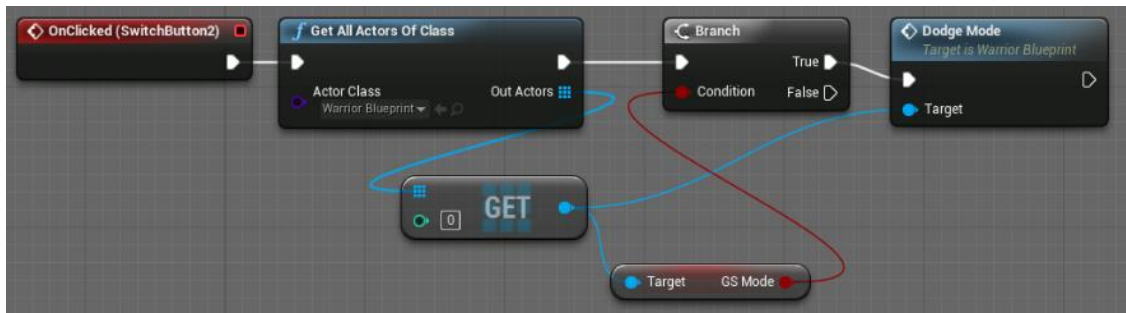 OnClicked (SwitchButton2)
Get All Actors Of Class
Actor Class
Warrior Blueprint
Out Actors
Branch
True
Condition
False
Dodge Mode
Target is Warrior Blueprint
Target
0
GET
Target
GS Mode